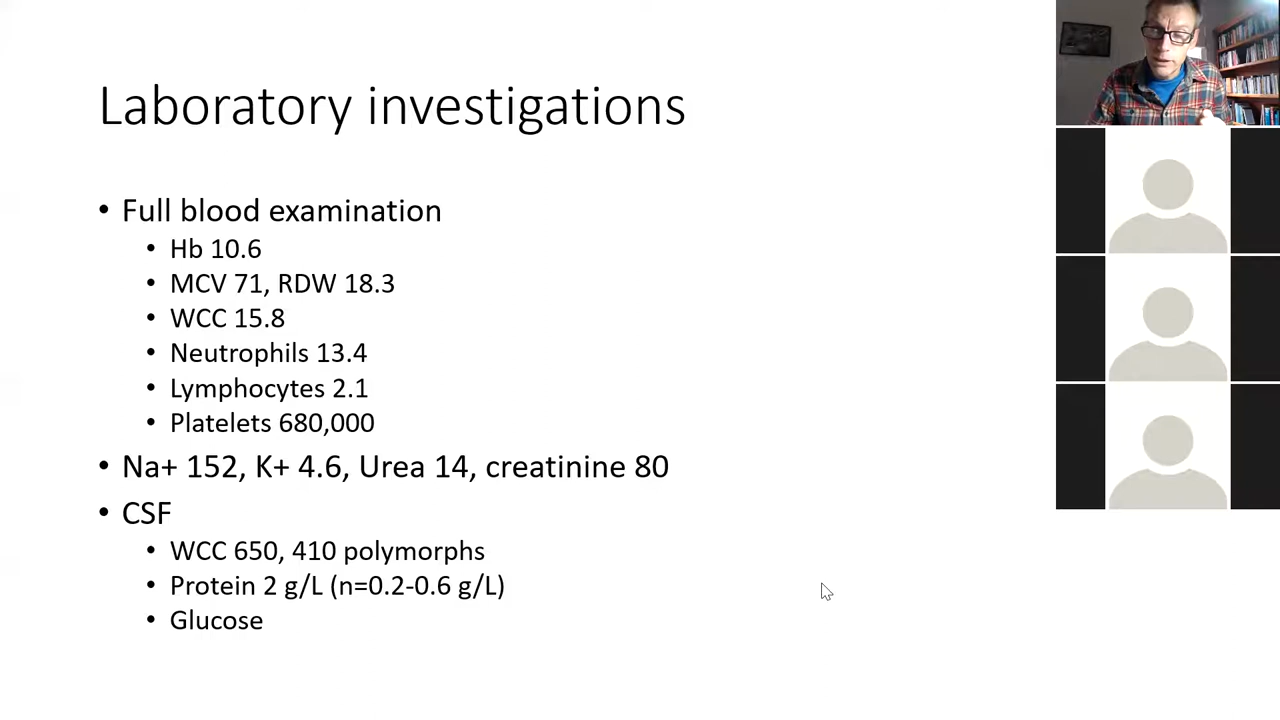 Laboratory investigations
• Full blood examination
• Hb 10.6
• MCV 71, RDW 18.3
• WCC 15.8
• Neutrophils 13.4
• Lymphocytes 2.1
• Platelets 680,000
• Na+ 152, K+ 4.6, Urea 14, creatinine 80
• CSF
• WCC 650, 410 polymorphs
• Protein 2 g/L (n=0.2-0.6 g/L)
• Glucose